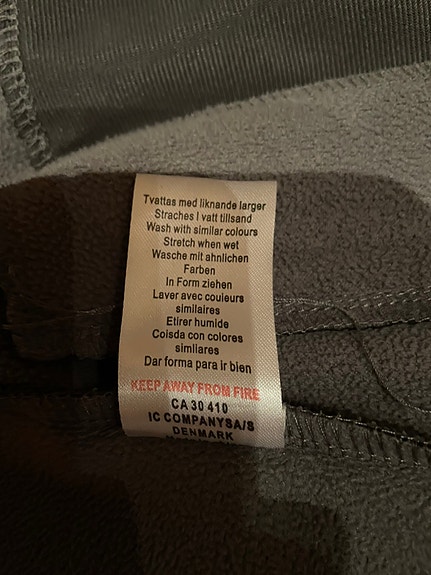 Tvattas med liknande larger
Straches I vatt tillsand
Wash with similar colours
Stretch when wet
Wasche mit ahnlichen
Farben
In Form ziehen
Laver avec couleurs
similaires
Etirer humide
Coisda con colores
simliares
Dar forma para ir bien
KEEP AWAY FROM FIRE
CA 30 410
IC COMPANYSA/S
DENMARK